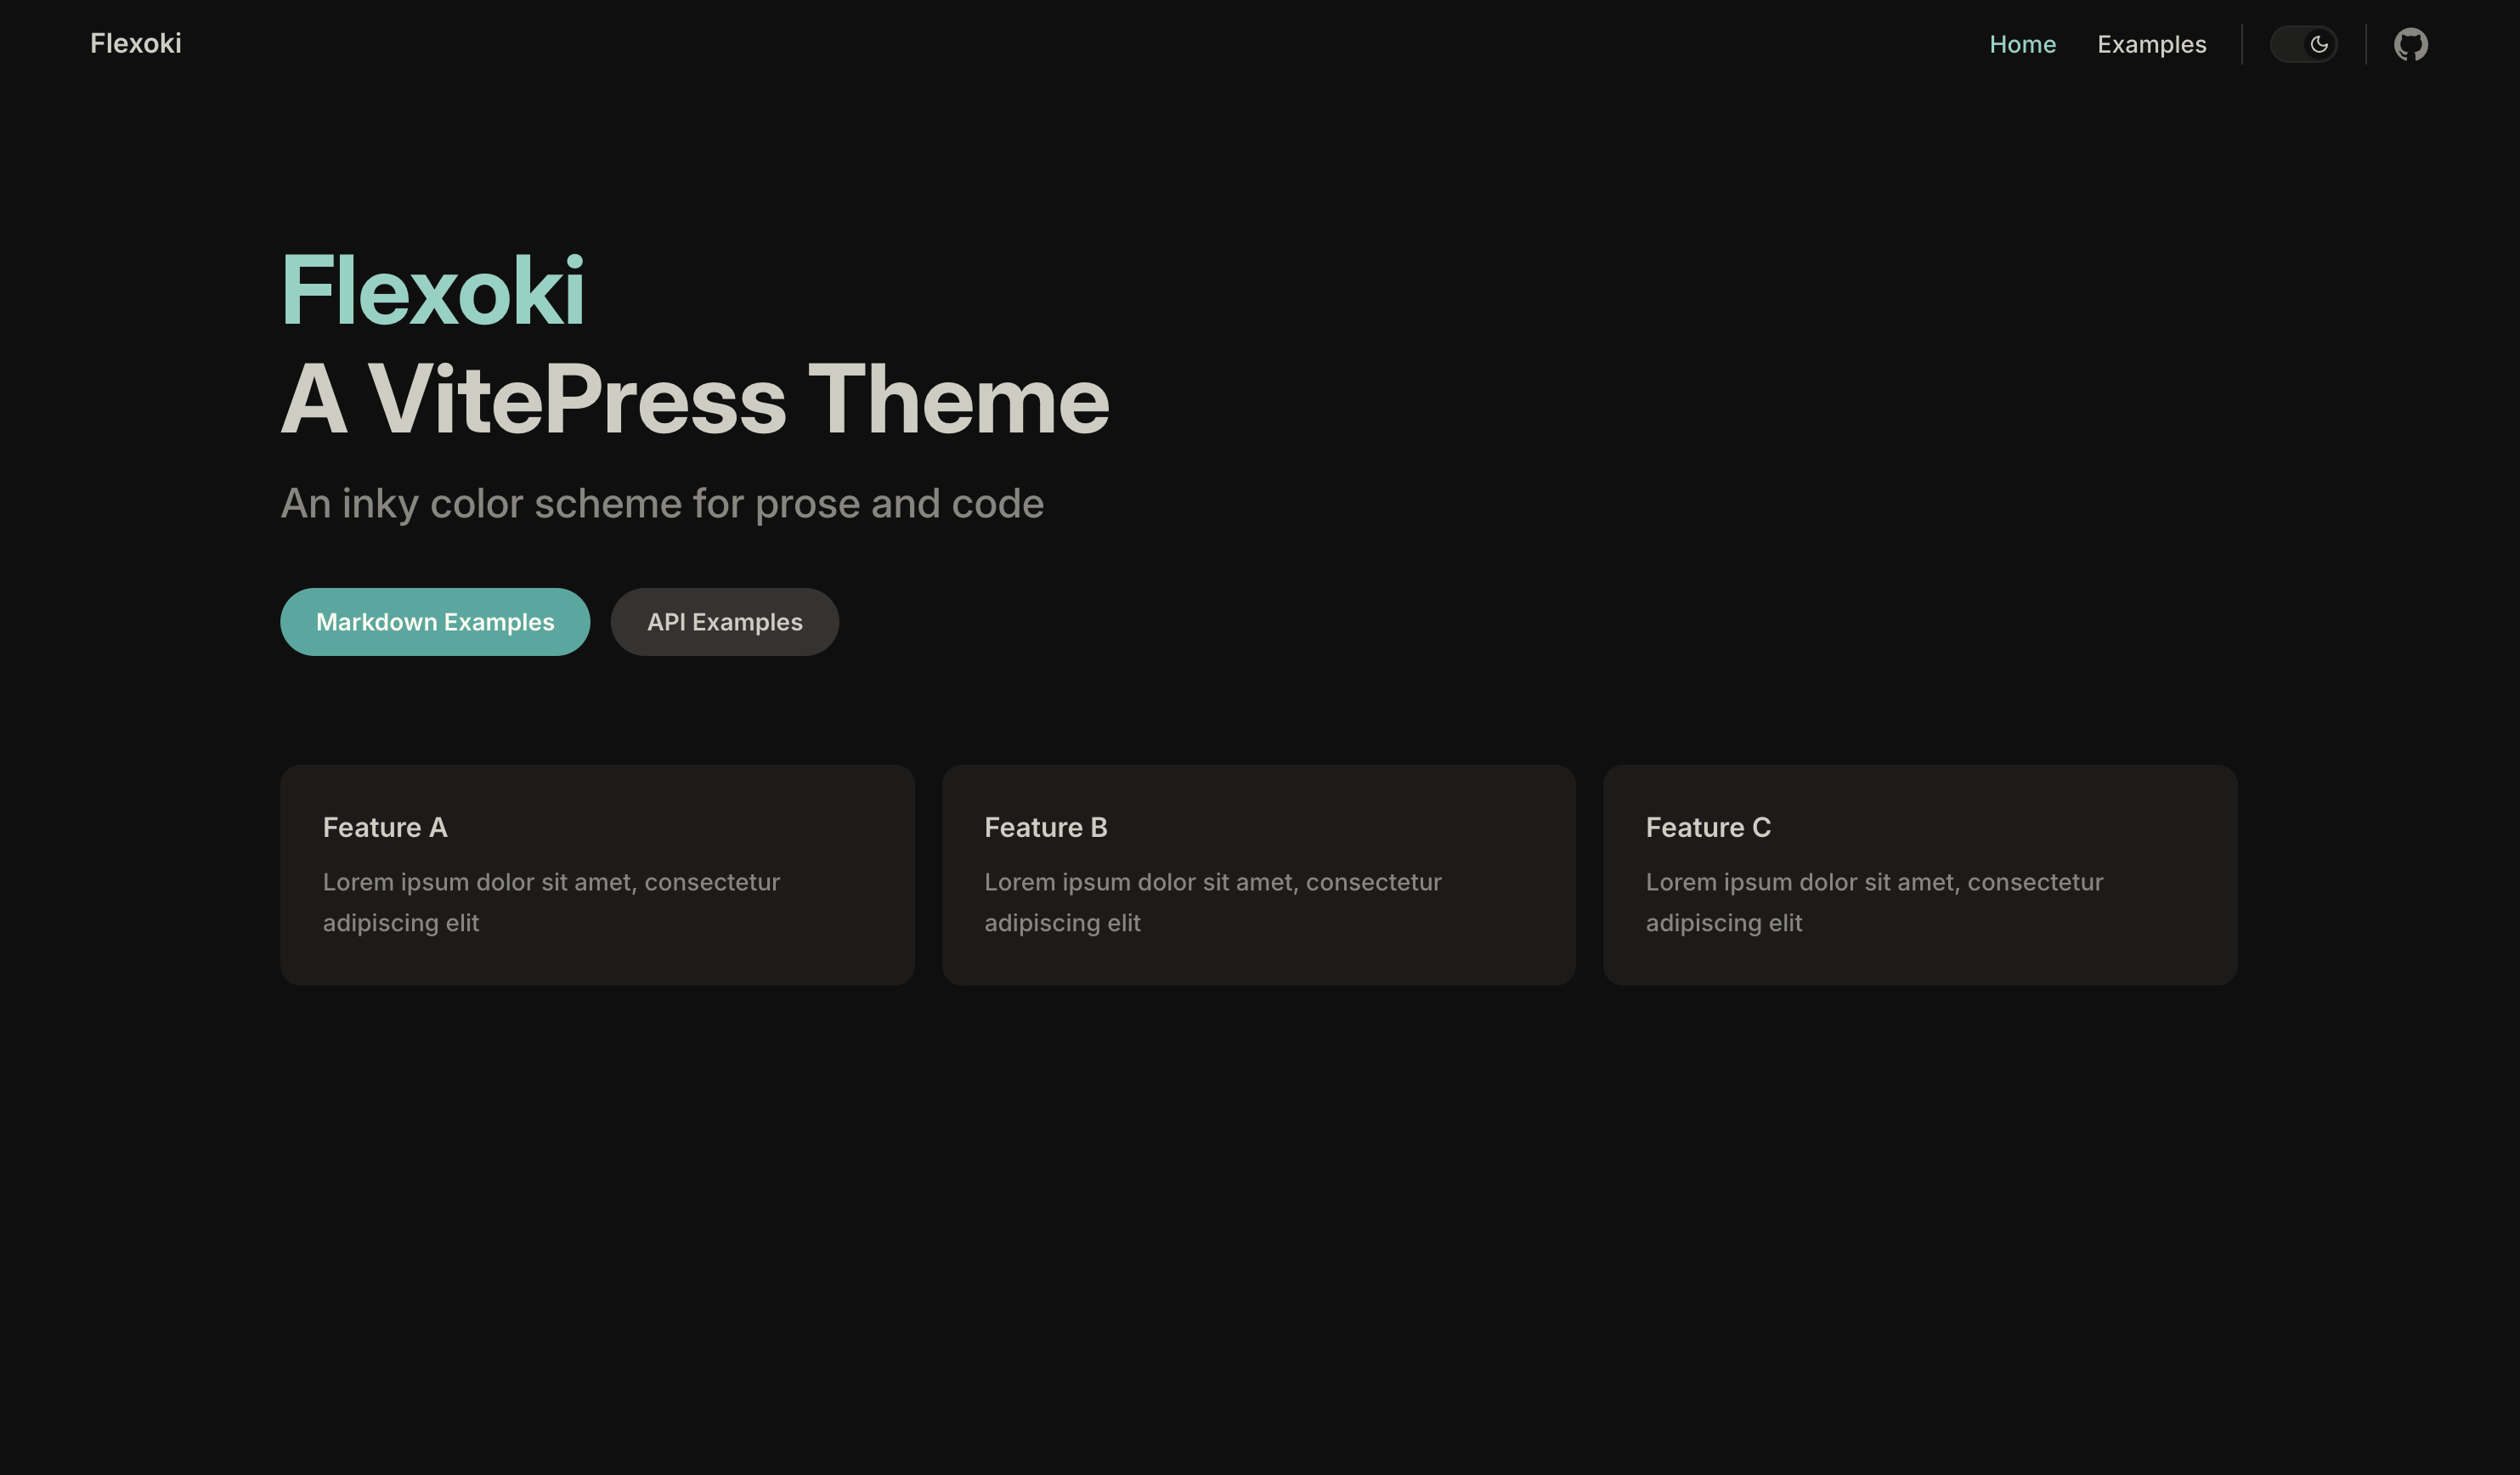 Flexoki
Home
Examples
Flexoki
A VitePress Theme
An inky color scheme for prose and code
Markdown Examples
API Examples
Feature A
Lorem ipsum dolor sit amet, consectetur
adipiscing elit
Feature B
Lorem ipsum dolor sit amet, consectetur
adipiscing elit
Feature C
Lorem ipsum dolor sit amet, consectetur
adipiscing elit